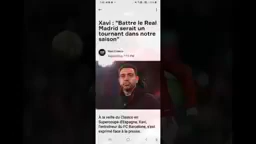 Xavi : "Battre le Real
Madrid serait un
tournant dans notre
saison"
À la veille du Clasico en
Supercoupe d'Espagne, Xavi,
l'entraîneur du FC Barcelone, s'est
exprimé face à la presse.